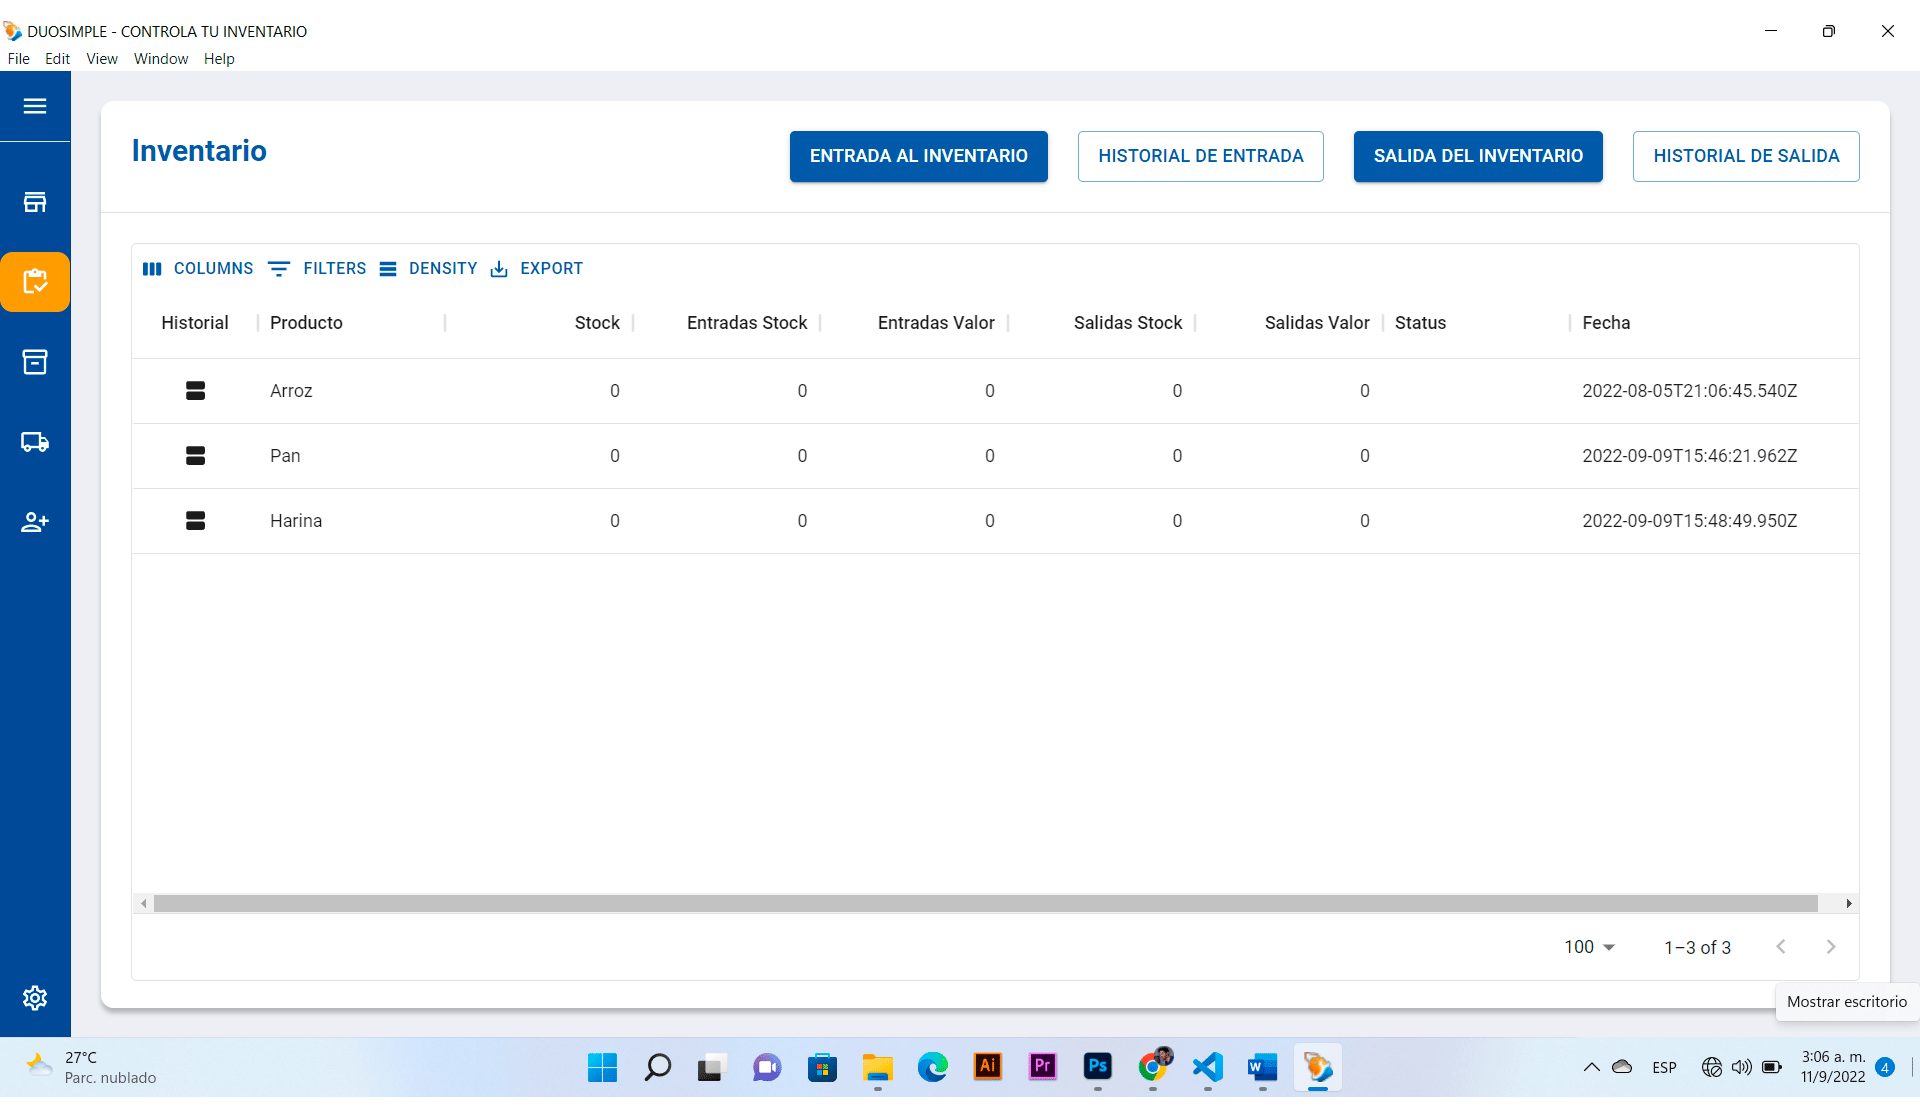 DUOSIMPLE - CONTROLA TU INVENTARIO
File Edit View Window Help
Inventario
ENTRADA AL INVENTARIO
HISTORIAL DE ENTRADA
SALIDA DEL INVENTARIO
HISTORIAL DE SALIDA
COLUMNS FILTERS DENSITY EXPORT
Historial Producto Stock Entradas Stock Entradas Valor Salidas Stock Salidas Valor Status Fecha
Arroz 0 0 0 0 0 2022-08-05T21:06:45.540Z
Pan 0 0 0 0 0 2022-09-09T15:46:21.962Z
Harina 0 0 0 0 0 2022-09-09T15:48:49.950Z
100 1–3 of 3
Mostrar escritorio
27°C
Parc. nublado
Ai
Pr
Ps
W
ESP
3:06 a. m.
11/9/2022
4